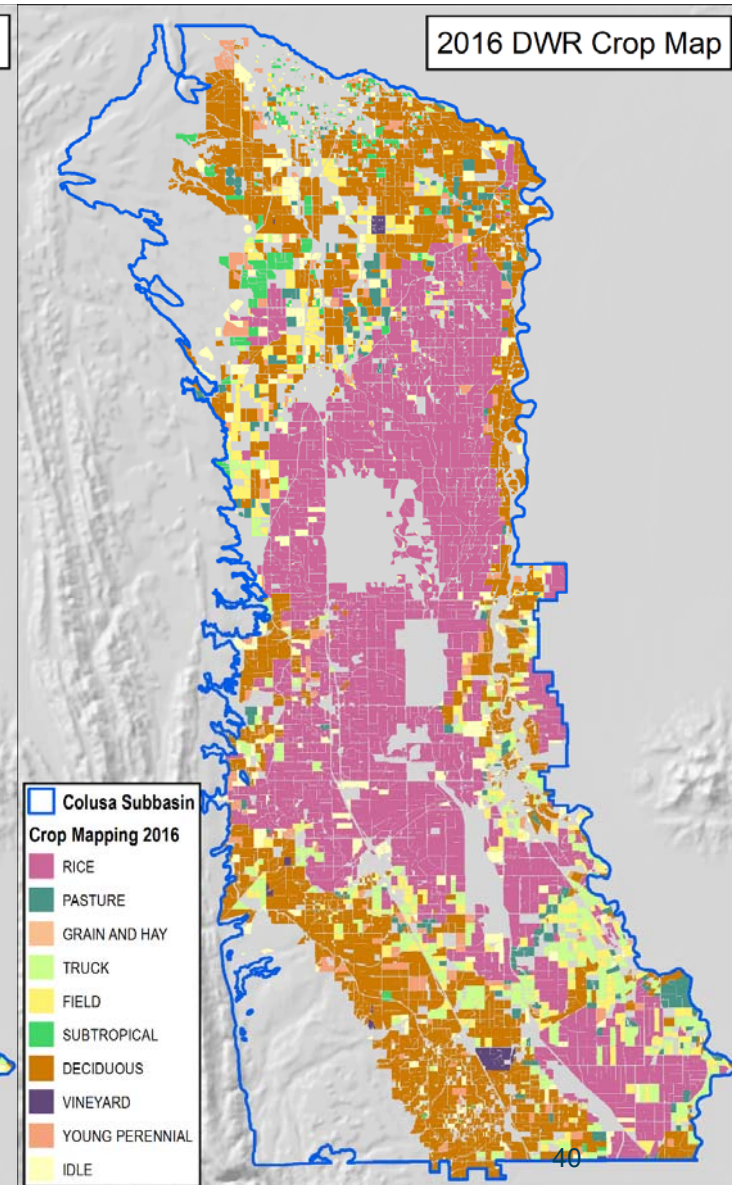 2016 DWR Crop Map
Colusa Subbasin
Crop Mapping 2016
RICE
PASTURE
GRAIN AND HAY
TRUCK
FIELD
SUBTROPICAL
DECIDUOUS
VINEYARD
YOUNG PERENNIAL
IDLE
40